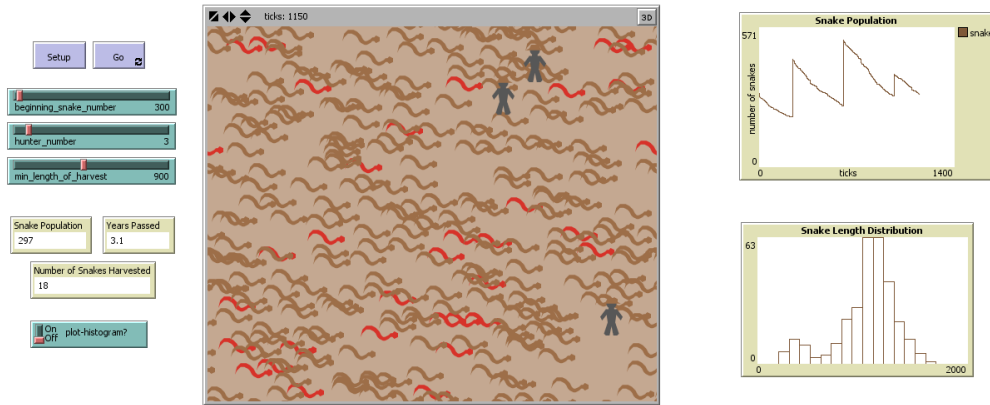 ticks: 1150
3D
Setup
Go
beginning_snake_number 300
hunter_number 3
min_length_of_harvest 900
Snake Population
297
Years Passed
3.1
Number of Snakes Harvested
18
On
Off
plot-histogram?
Snake Population
571
number of snakes
0
0
ticks
1400
snake
Snake Length Distribution
63
0
0
2000